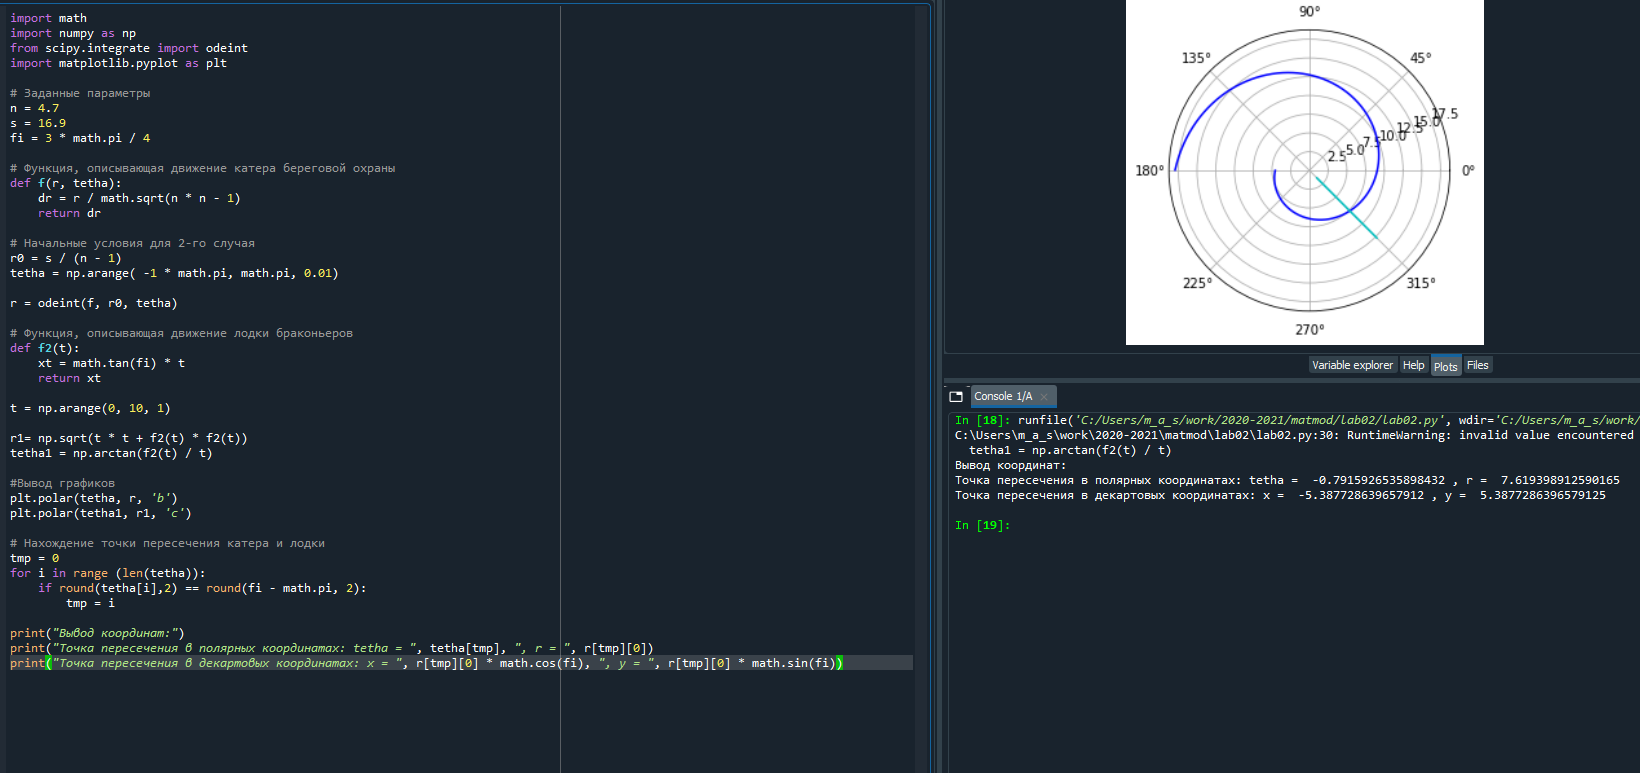 import math
import numpy as np
from scipy.integrate import odeint
import matplotlib.pyplot as plt
# Заданные параметры
n = 4.7
s = 16.9
fi = 3 * math.pi / 4
# Функция, описывающая движение катера береговой охраны
def f(r, tetha):
    dr = r / math.sqrt(n * n - 1)
    return dr
# Начальные условия для 2-го случая
r0 = s / (n - 1)
tetha = np.arange( -1 * math.pi, math.pi, 0.01)
r = odeint(f, r0, tetha)
# Функция, описывающая движение лодки браконьеров
def f2(t):
    xt = math.tan(fi) * t
    return xt
t = np.arange(0, 10, 1)
r1= np.sqrt(t * t + f2(t) * f2(t))
tetha1 = np.arctan(f2(t) / t)
#Вывод графиков
plt.polar(tetha, r, 'b')
plt.polar(tetha1, r1, 'c')
# Нахождение точки пересечения катера и лодки
tmp = 0
for i in range (len(tetha)):
    if round(tetha[i],2) == round(fi - math.pi, 2):
        tmp = i
print("Вывод координат:")
print("Точка пересечения в полярных координатах: tetha = ", tetha[tmp], ", r = ", r[tmp][0])
print("Точка пересечения в декартовых координатах: x = ", r[tmp][0] * math.cos(fi), ", y = ", r[tmp][0] * math.sin(fi))
90°
135°
45°
17.5
15.0
12.5
10.0
7.5
5.0
2.5
180°
0°
225°
315°
270°
Variable explorer
Help
Plots
Files
Console 1/A
In [18]: runfile('C:/Users/m_a_s/work/2020-2021/matmod/lab02/lab02.py', wdir='C:/Users/m_a_s/work/
C:\Users\m_a_s\work\2020-2021\matmod\lab02\lab02.py:30: RuntimeWarning: invalid value encountered
  tetha1 = np.arctan(f2(t) / t)
Вывод координат:
Точка пересечения в полярных координатах: tetha =  -0.7915926535898432 , r =  7.619398912590165
Точка пересечения в декартовых координатах: x =  -5.387728639657912 , y =  5.3877286396579125
In [19]: